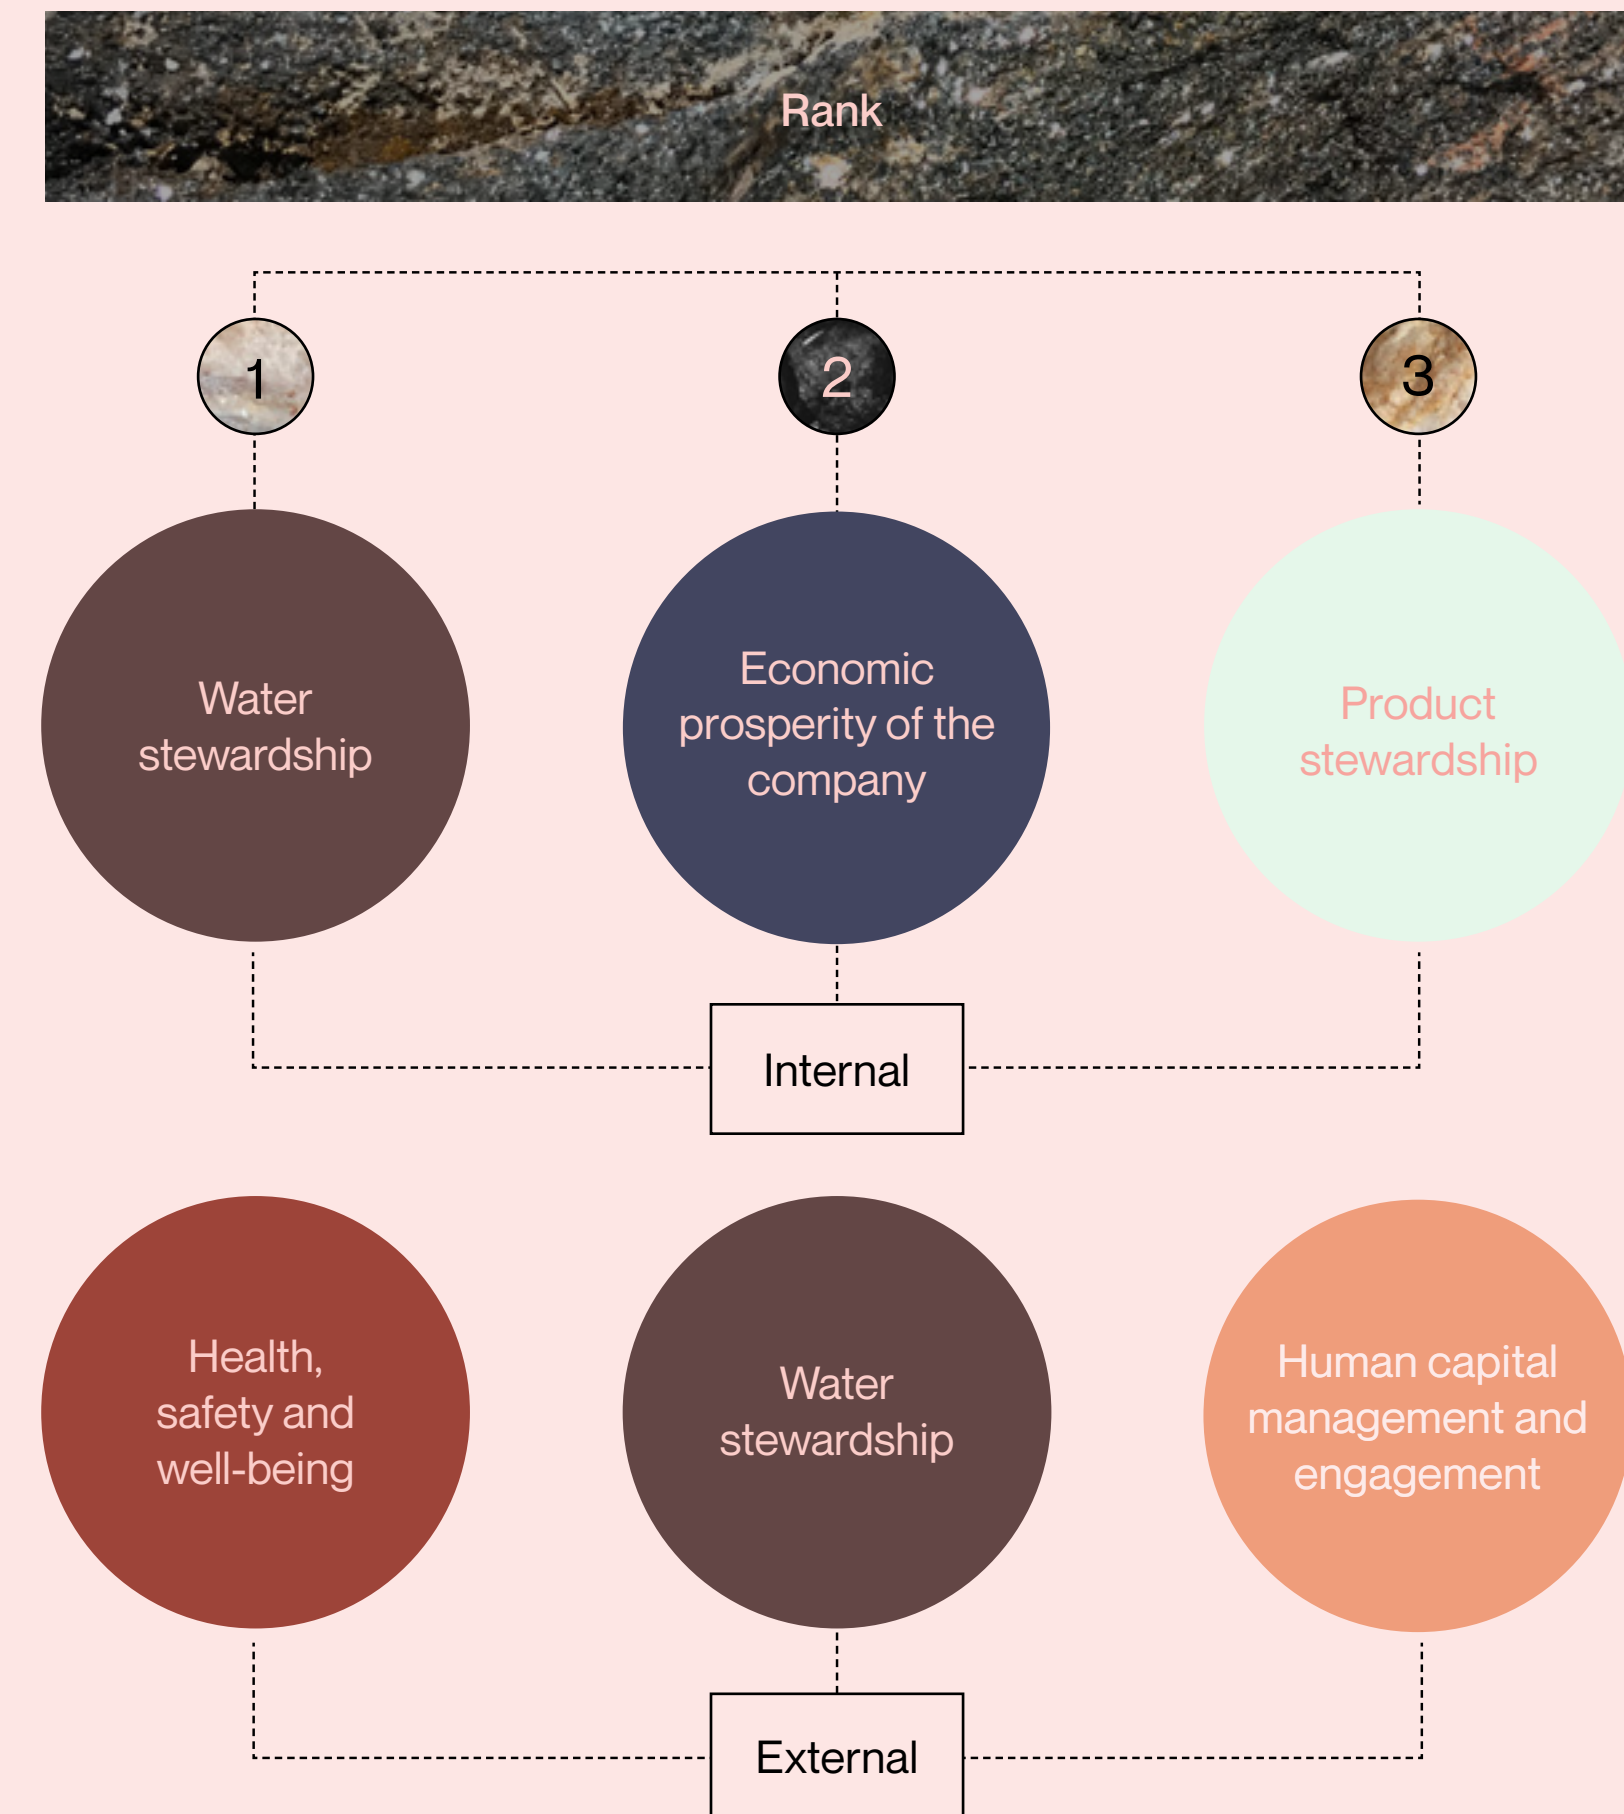 Rank
1
2
3
Water
stewardship
Economic
prosperity of the
company
Product
stewardship
Internal
Health,
safety and
well-being
Water
stewardship
Human capital
management and
engagement
External